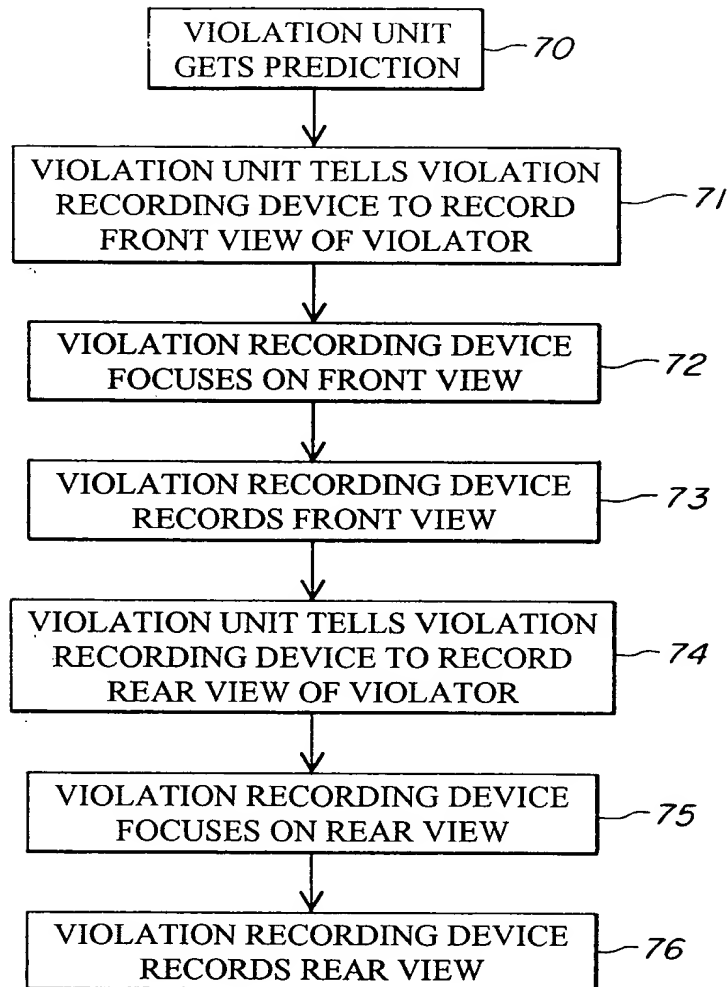 VIOLATION UNIT
GETS PREDICTION
70
VIOLATION UNIT TELLS VIOLATION
RECORDING DEVICE TO RECORD
FRONT VIEW OF VIOLATOR
71
VIOLATION RECORDING DEVICE
FOCUSES ON FRONT VIEW
72
VIOLATION RECORDING DEVICE
RECORDS FRONT VIEW
73
VIOLATION UNIT TELLS VIOLATION
RECORDING DEVICE TO RECORD
REAR VIEW OF VIOLATOR
74
VIOLATION RECORDING DEVICE
FOCUSES ON REAR VIEW
75
VIOLATION RECORDING DEVICE
RECORDS REAR VIEW
76